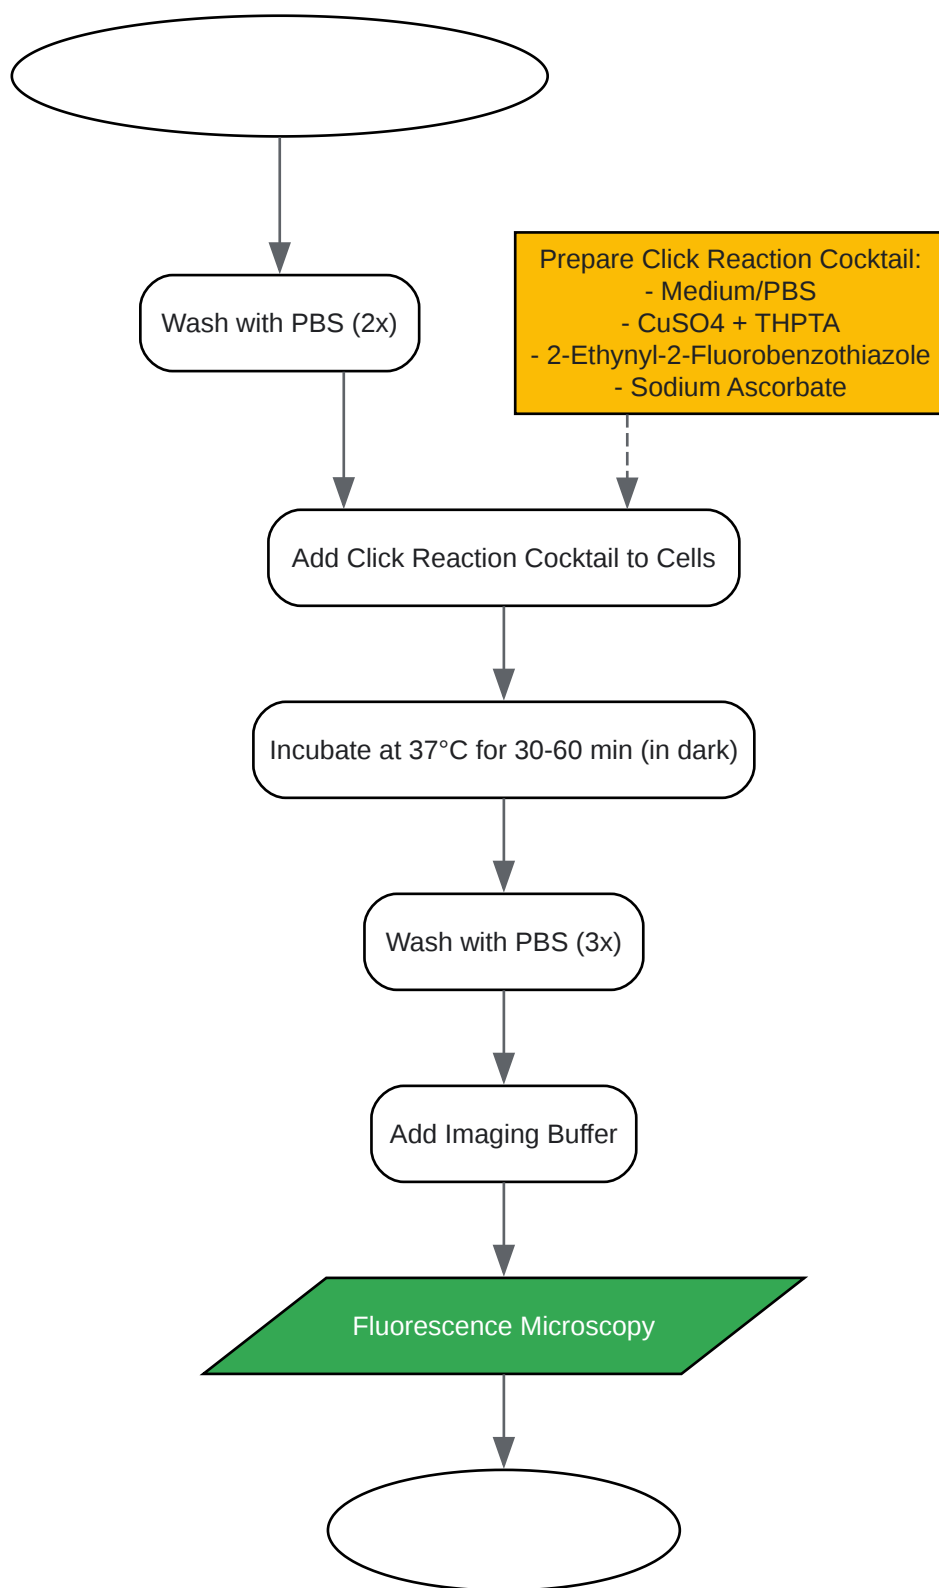 Wash with PBS (2x)
Prepare Click Reaction Cocktail:
- Medium/PBS
- CuSO4 + THPTA
- 2-Ethynyl-2-Fluorobenzothiazole
- Sodium Ascorbate
Add Click Reaction Cocktail to Cells
Incubate at 37°C for 30-60 min (in dark)
Wash with PBS (3x)
Add Imaging Buffer
Fluorescence Microscopy